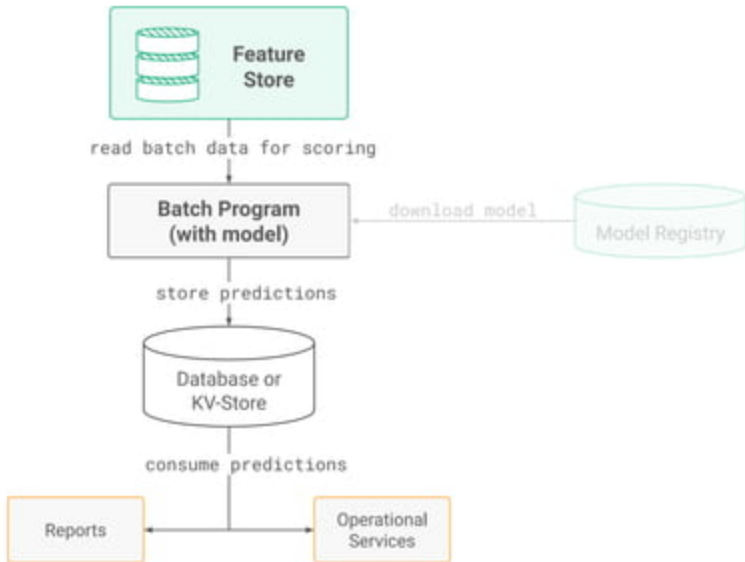 Feature
Store
read batch data for scoring
Batch Program
(with model)
download model
Model Registry
store predictions
Database or
KV-Store
consume predictions
Reports
Operational
Services